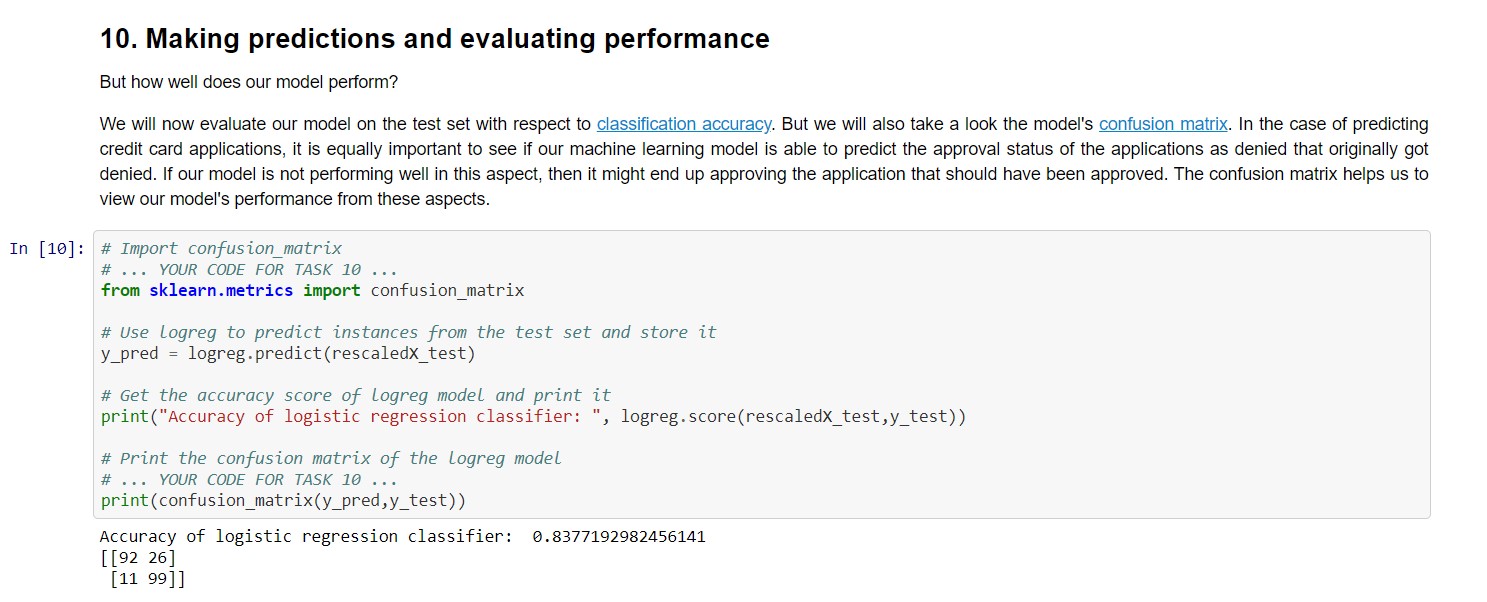 10. Making predictions and evaluating performance
But how well does our model perform?
We will now evaluate our model on the test set with respect to classification accuracy. But we will also take a look the model's confusion matrix. In the case of predicting
credit card applications, it is equally important to see if our machine learning model is able to predict the approval status of the applications as denied that originally got
denied. If our model is not performing well in this aspect, then it might end up approving the application that should have been approved. The confusion matrix helps us to
view our model's performance from these aspects.
In [10]:
# Import confusion_matrix
# ... YOUR CODE FOR TASK 10 ...
from sklearn.metrics import confusion_matrix
# Use logreg to predict instances from the test set and store it
y_pred = logreg.predict(rescaledX_test)
# Get the accuracy score of logreg model and print it
print("Accuracy of logistic regression classifier: ", logreg.score(rescaledX_test,y_test))
# Print the confusion matrix of the logreg model
# ... YOUR CODE FOR TASK 10 ...
print(confusion_matrix(y_pred,y_test))
Accuracy of logistic regression classifier:  0.8377192982456141
[[92 26]
 [11 99]]